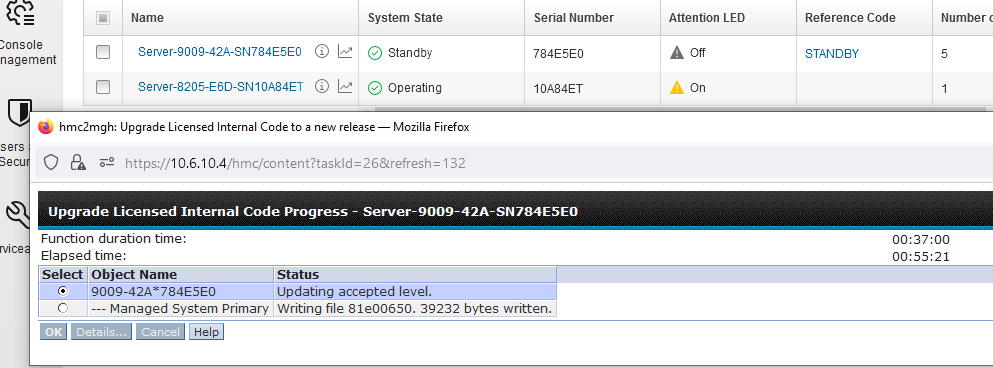 Name System State Serial Number Attention LED Reference Code Number o
Console
nagement
Server-9009-42A-SN784E5E0 Standby 784E5E0 Off STANDBY 5
Server-8205-E6D-SN10A84ET Operating 10A84ET On 1
hmc2mgh: Upgrade Licensed Internal Code to a new release — Mozilla Firefox
sers a
Secur
https://10.6.10.4/hmc/content?taskId=26&refresh=132
Upgrade Licensed Internal Code Progress - Server-9009-42A-SN784E5E0
rvicea
Function duration time: 00:37:00
Elapsed time: 00:55:21
Select Object Name Status
9009-42A*784E5E0 Updating accepted level.
--- Managed System Primary Writing file 81e00650. 39232 bytes written.
OK Details... Cancel Help